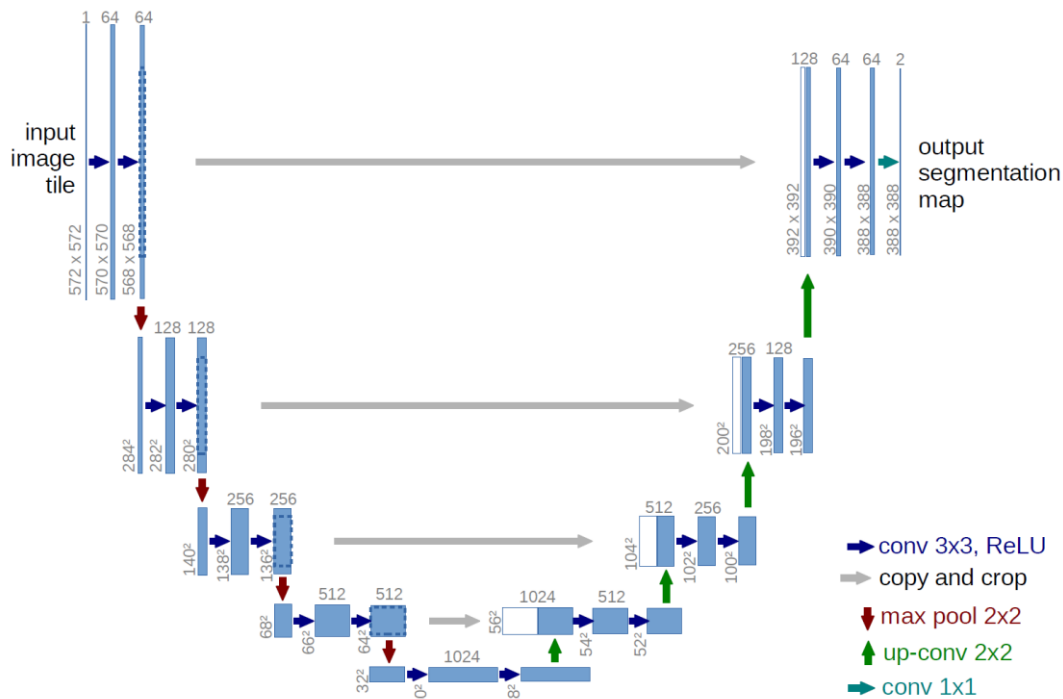 1 64 64
input
image
tile
572 x 572
570 x 570
568 x 568
128 64 64 2
output
segmentation
map
392 x 392
390 x 390
388 x 388
388 x 388
128 128
284²
282²
280²
256 128
200²
198²
196²
256 256
140²
138²
136²
512 256
104²
102²
100²
512 512
68²
66²
64²
1024 512
56²
54²
52²
1024
32²
0²
8²
conv 3x3, ReLU
copy and crop
max pool 2x2
up-conv 2x2
conv 1x1